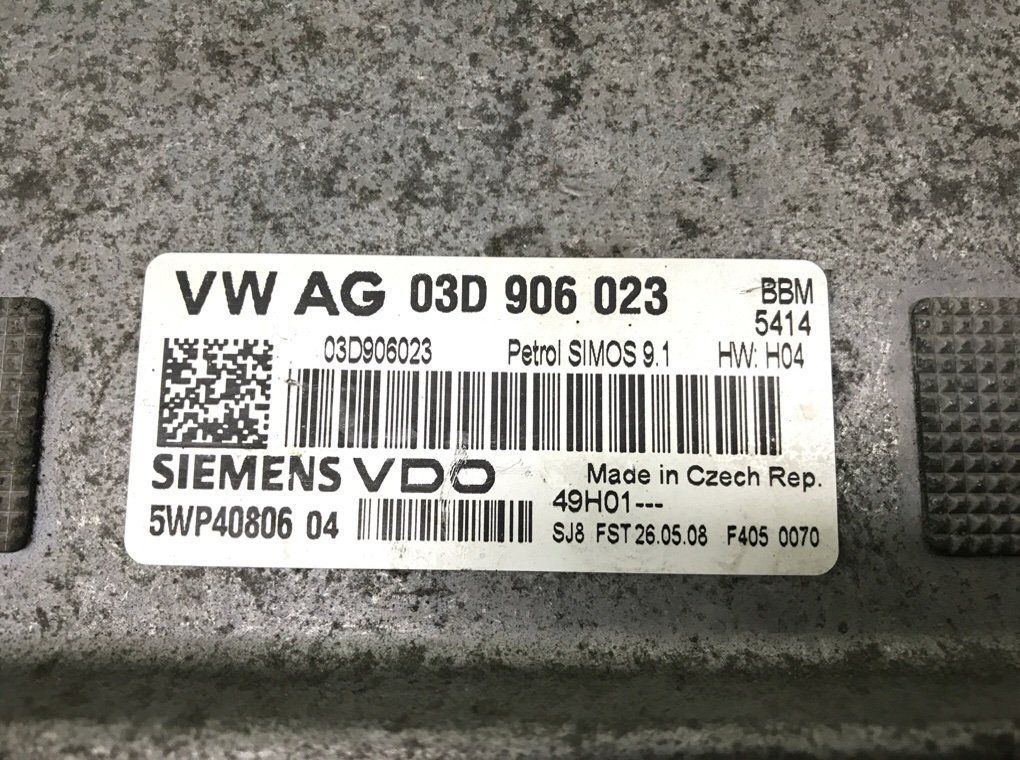 VW AG 03D 906 023 BBM
5414
03D906023 Petrol SIMOS 9.1 HW: H04
SIEMENS VDO Made in Czech Rep.
49H01---
5WP40806 04 SJ8 FST 26.05.08 F405 0070